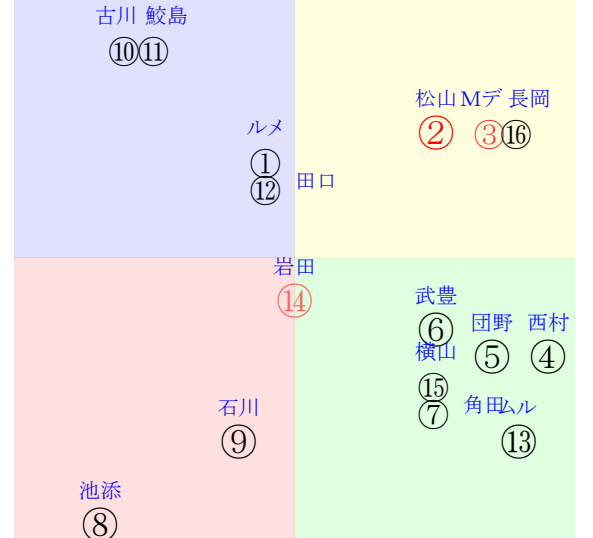 古川 鮫島
⑩⑪
松山 Mデ 長岡
② ③⑯
ルメ
①
⑫ 田口
岩田
⑭
武豊
⑥
団野 西村
⑤ ④
横山
⑮
⑦
角田 ムル
⑬
石川
⑨
池添
⑧